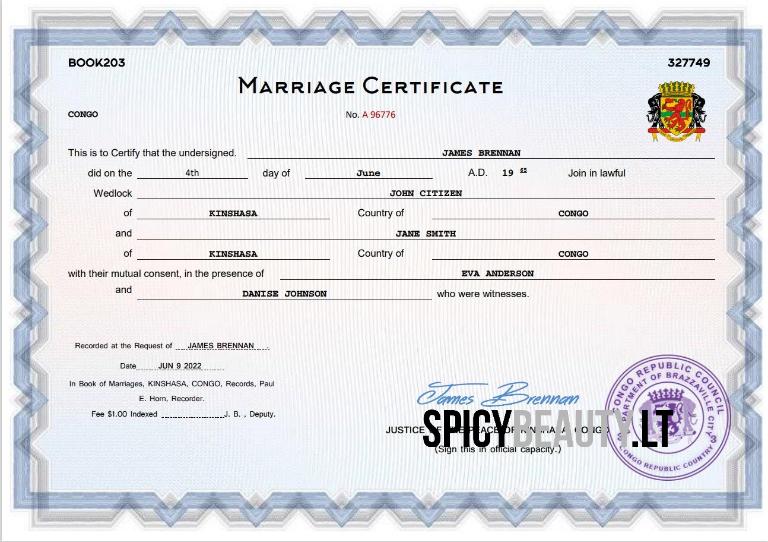 BOOK203 327749
MARRIAGE CERTIFICATE
CONGO No. A 96776
This is to Certify that the undersigned. JAMES BRENNAN
did on the 4th day of June A.D. 19 Join in lawful
Wedlock JOHN CITIZEN
of KINSHASA Country of CONGO
and JANE SMITH
of KINSHASA Country of CONGO
with their mutual consent, in the presence of EVA ANDERSON
and DANISE JOHNSON who were witnesses.
Recorded at the Request of JAMES BRENNAN .
Date JUN 9 2022
In Book of Marriages, KINSHASA, CONGO, Records, Paul
E. Horn, Recorder.
Fee $1.00 Indexed J. B. , Deputy.
James Brennan
JUSTICE OF THE PEACE OF KINSHASA, CONGO
SPICYBEAUTY.LT
(Sign this in official capacity.)
CONGO REPUBLIC COUNCIL
DEPARTMENT OF BRAZZAVILLE CITY
CONGO REPUBLIC COUNTRY